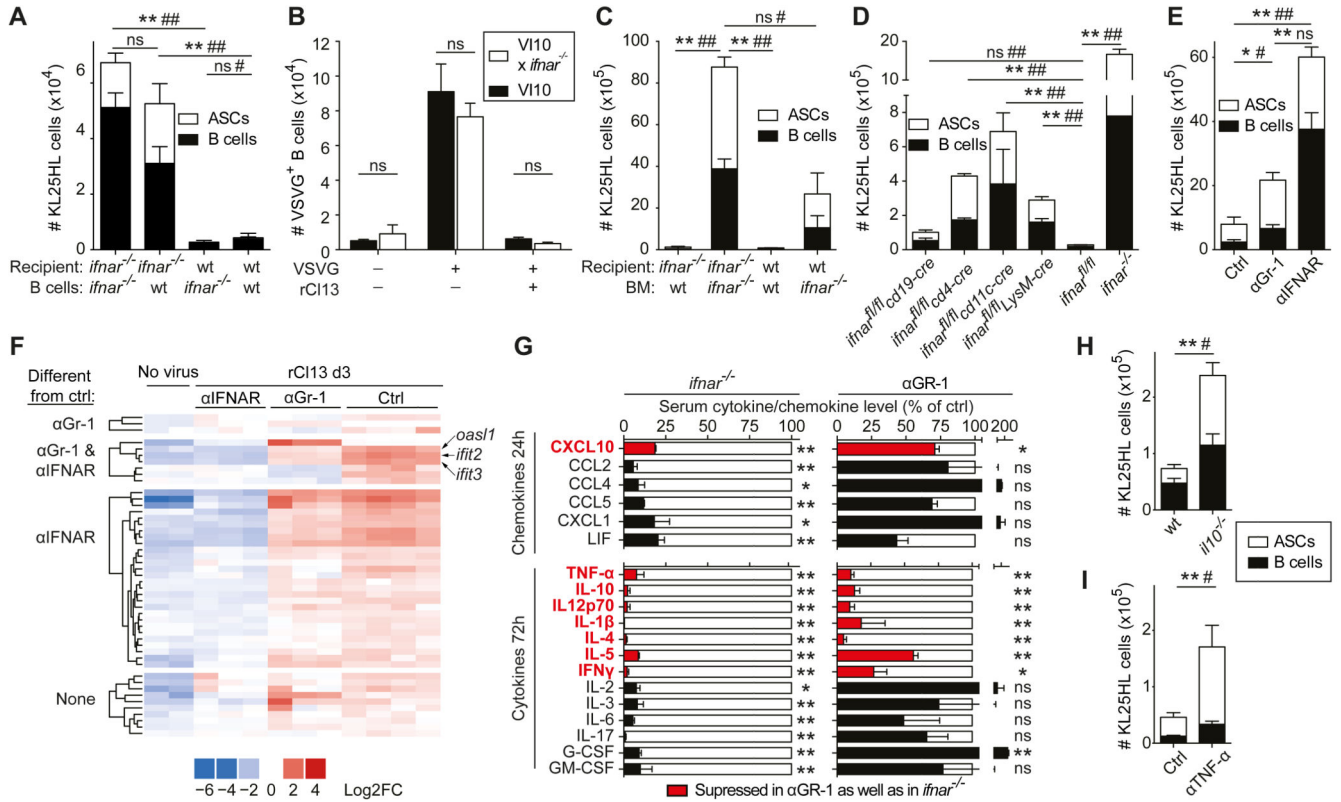 A
** ##
ns
** ##
ns #
# KL25HL cells (x10⁴)
6
4
2
0
ASCs
B cells
Recipient: ifnar⁻/⁻ ifnar⁻/⁻ wt wt
B cells: ifnar⁻/⁻ wt ifnar⁻/⁻ wt
B
ns
VI10
x ifnar⁻/⁻
VI10
ns
ns
# VSVG⁺ B cells (x10⁴)
12
10
8
6
4
2
0
VSVG – + +
rCl13 – – +
C
ns #
** ## ** ##
# KL25HL cells (x10⁵)
100
80
60
40
20
0
ASCs
B cells
Recipient: ifnar⁻/⁻ ifnar⁻/⁻ wt wt
BM: wt ifnar⁻/⁻ wt ifnar⁻/⁻
D
** ##
ns ##
** ##
** ##
** ##
# KL25HL cells (x10⁵)
20
15
10
8
6
4
2
0
ASCs
B cells
ifnarfl/fl cd19-cre
ifnarfl/fl cd4-cre
ifnarfl/fl cd11c-cre
ifnarfl/fl LysM-cre
ifnarfl/fl
ifnar⁻/⁻
E
** ##
** ns
* #
# KL25HL cells (x10⁵)
60
40
20
0
ASCs
B cells
Ctrl
αGr-1
αIFNAR
F
Different
from ctrl:
No virus
rCl13 d3
αIFNAR αGr-1 Ctrl
αGr-1
αGr-1 &
αIFNAR
oasl1
ifit2
ifit3
αIFNAR
None
−6 −4 −2 0 2 4 Log2FC
G
ifnar⁻/⁻ αGR-1
Serum cytokine/chemokine level (% of ctrl)
0 25 50 75 100 0 25 50 75 100 200
Chemokines 24h
CXCL10 ** *
CCL2 ** ns
CCL4 * ns
CCL5 ** ns
CXCL1 * ns
LIF ** ns
Cytokines 72h
TNF-α ** **
IL-10 ** **
IL12p70 ** **
IL-1β ** **
IL-4 ** **
IL-5 ** **
IFNγ ** *
IL-2 * ns
IL-3 ** ns
IL-6 ** ns
IL-17 ** ns
G-CSF ** **
GM-CSF ** ns
Supressed in αGR-1 as well as in ifnar⁻/⁻
H
** #
# KL25HL cells (x10⁵)
3
2
1
0
wt
il10⁻/⁻
ASCs
B cells
I
** #
# KL25HL cells (x10⁵)
2
1
0
Ctrl
αTNF-α